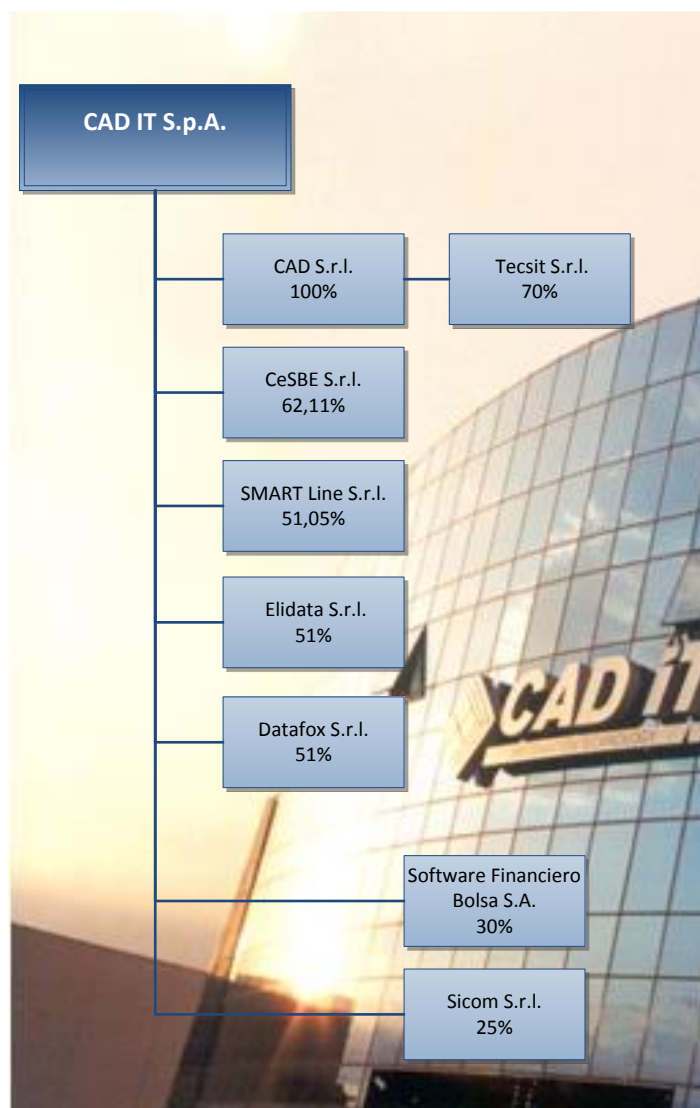 CAD IT S.p.A.
CAD S.r.l.
100%
Tecsit S.r.l.
70%
CeSBE S.r.l.
62,11%
SMART Line S.r.l.
51,05%
Elidata S.r.l.
51%
Datafox S.r.l.
51%
CAD iT
Software Financiero
Bolsa S.A.
30%
Sicom S.r.l.
25%